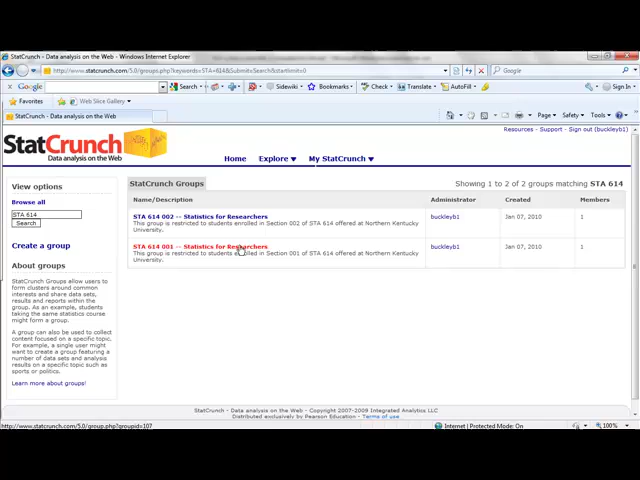 StatCrunch - Data analysis on the Web - Windows Internet Explorer
http://www.statcrunch.com/5.0/groups.php?keywords=STA+614&Submit=Search&startlimit=0
Google
Google Search Sidewiki Bookmarks Check Translate AutoFill Sign In
Favorites Web Slice Gallery
StatCrunch - Data analysis on the Web Page Safety Tools
Resources - Support - Sign out (buckleyb1)
StatCrunch
Data analysis on the Web
Home Explore My StatCrunch
View options
Browse all
STA 614
Search
Create a group
About groups
StatCrunch Groups allow users to
form clusters around common
interests and share data sets,
results and reports within the
group. As an example, students
taking the same statistics course
might form a group.
A group can also be used to collect
content focused on a specific topic.
For example, a single user might
want to create a group featuring a
number of data sets and analysis
results on a specific topic such as
sports or politics.
Learn more about groups!
StatCrunch Groups Showing 1 to 2 of 2 groups matching STA 614
Name/Description Administrator Created Members
STA 614 002 -- Statistics for Researchers buckleyb1 Jan 07, 2010 1
This group is restricted to students enrolled in Section 002 of STA 614 offered at Northern Kentucky
University.
STA 614 001 -- Statistics for Researchers buckleyb1 Jan 07, 2010 1
This group is restricted to students enrolled in Section 001 of STA 614 offered at Northern Kentucky
University.
StatCrunch - Data analysis on the Web - Copyright 2007-2009 Integrated Analytics LLC
Distributed exclusively by Pearson Education - Terms of use
http://www.statcrunch.com/5.0/group.php?groupid=107 Internet | Protected Mode: On 100%